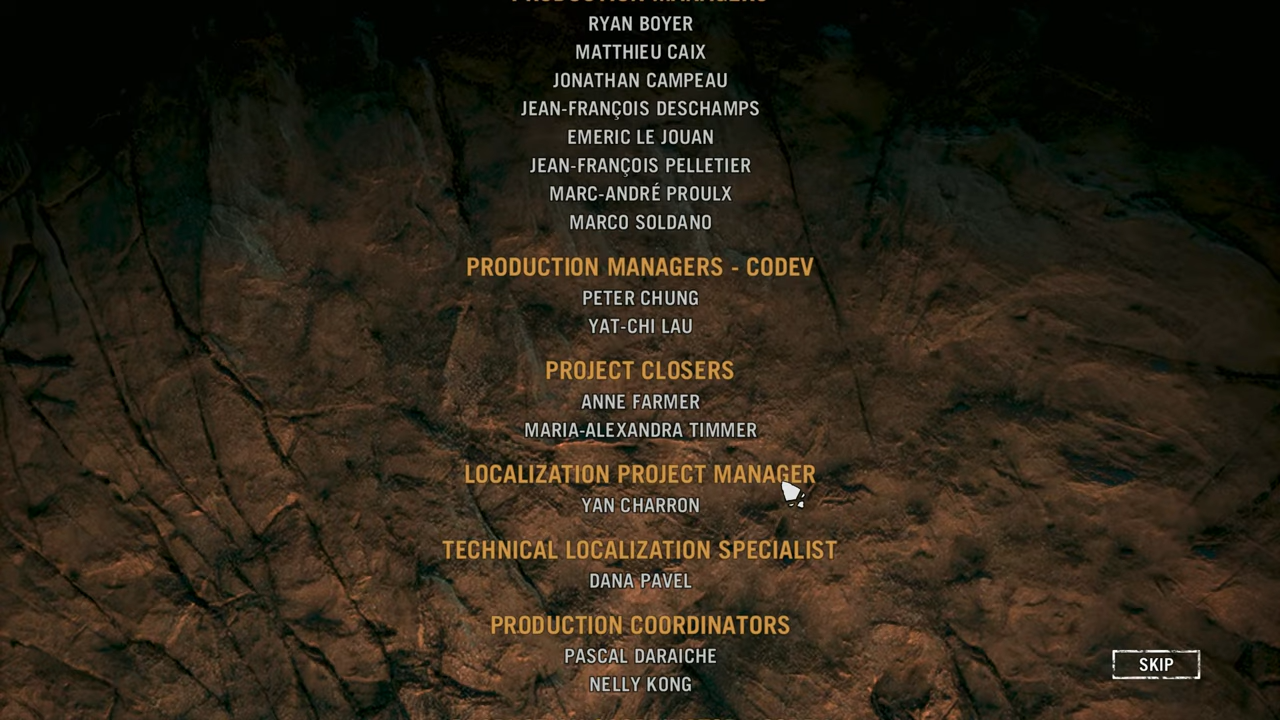 PRODUCTION MANAGERS
RYAN BOYER
MATTHIEU CAIX
JONATHAN CAMPEAU
JEAN-FRANÇOIS DESCHAMPS
EMERIC LE JOUAN
JEAN-FRANÇOIS PELLETIER
MARC-ANDRÉ PROULX
MARCO SOLDANO
PRODUCTION MANAGERS - CODEV
PETER CHUNG
YAT-CHI LAU
PROJECT CLOSERS
ANNE FARMER
MARIA-ALEXANDRA TIMMER
LOCALIZATION PROJECT MANAGER
YAN CHARRON
TECHNICAL LOCALIZATION SPECIALIST
DANA PAVEL
PRODUCTION COORDINATORS
PASCAL DARAICHE
SKIP
NELLY KONG